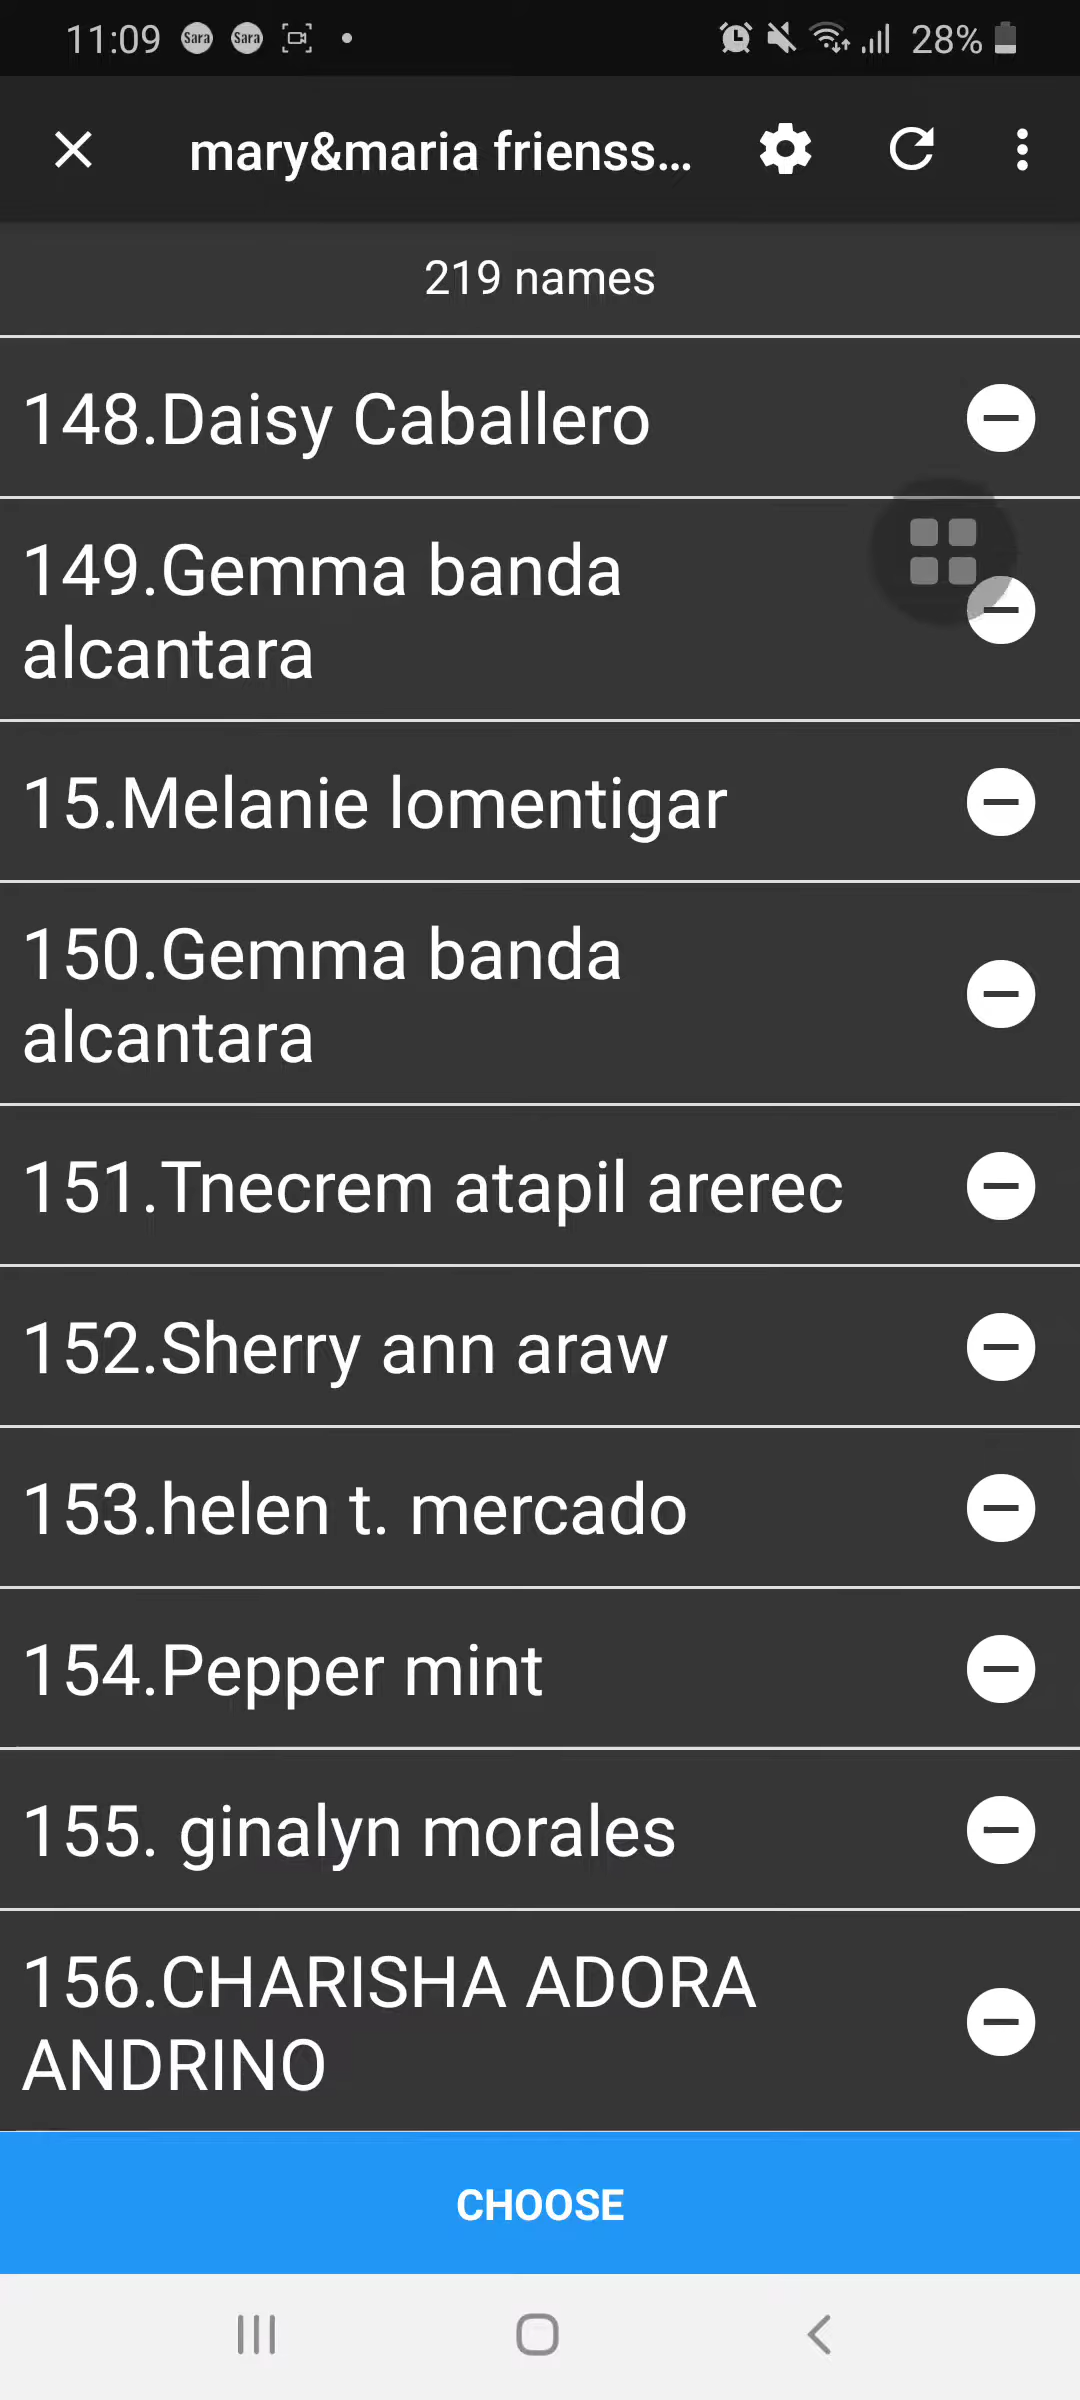 11:09 Sara Sara 28%
mary&maria frienss...
219 names
148.Daisy Caballero
149.Gemma banda
alcantara
15.Melanie lomentigar
150.Gemma banda
alcantara
151.Tnecrem atapil arerec
152.Sherry ann araw
153.helen t. mercado
154.Pepper mint
155. ginalyn morales
156.CHARISHA ADORA
ANDRINO
CHOOSE